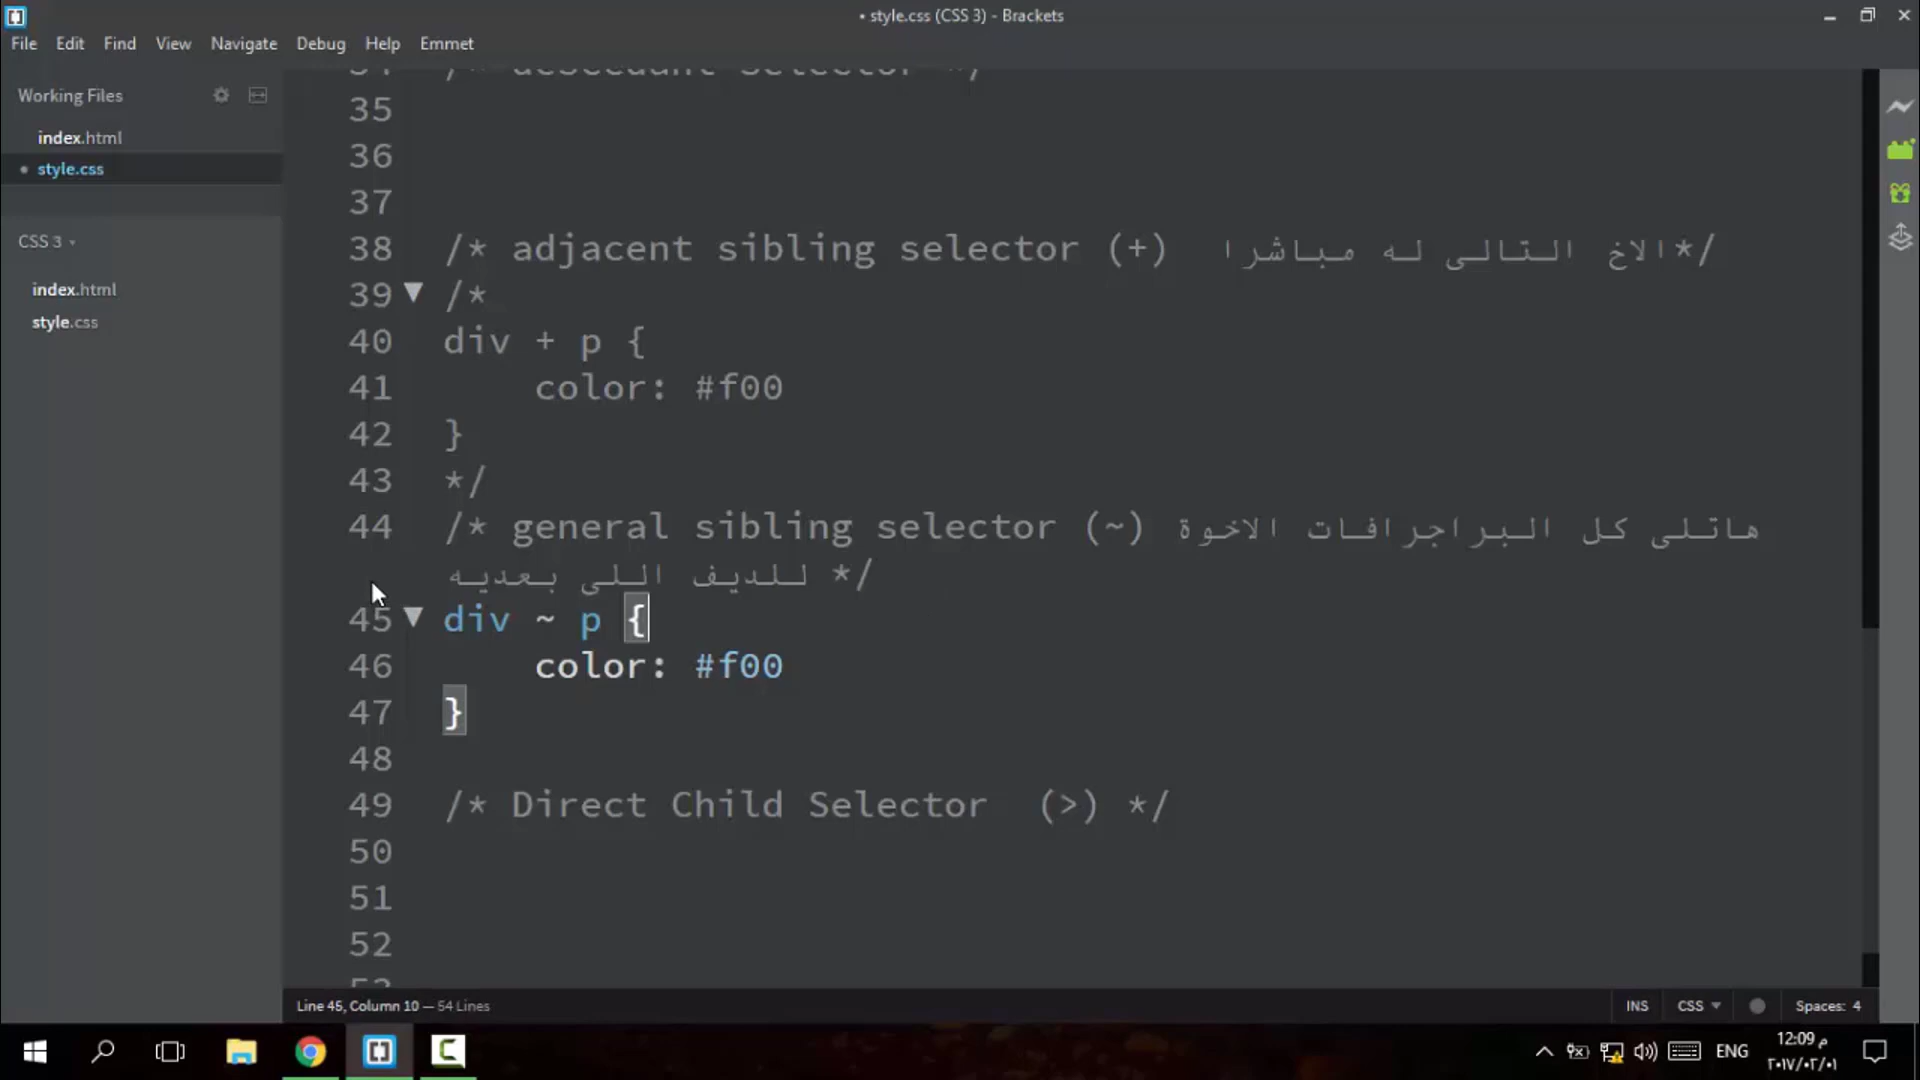 • style.css (CSS 3) - Brackets
File Edit Find View Navigate Debug Help Emmet
Working Files
index.html
• style.css
CSS 3
index.html
style.css
34 /* descedant selector */
35
36
37
38 /* adjacent sibling selector (+) الاخ التالى له مباشرا*/
39 /*
40 div + p {
41 color: #f00
42 }
43 */
44 /* general sibling selector (~) هاتلى كل البراجرافات الاخوة
للديف اللى بعديه */
45 div ~ p {
46 color: #f00
47 }
48
49 /* Direct Child Selector (>) */
50
51
52
53
Line 45, Column 10 — 54 Lines
INS CSS Spaces: 4
ENG
12:09 م
٢٠١٧/٠٢/٠١